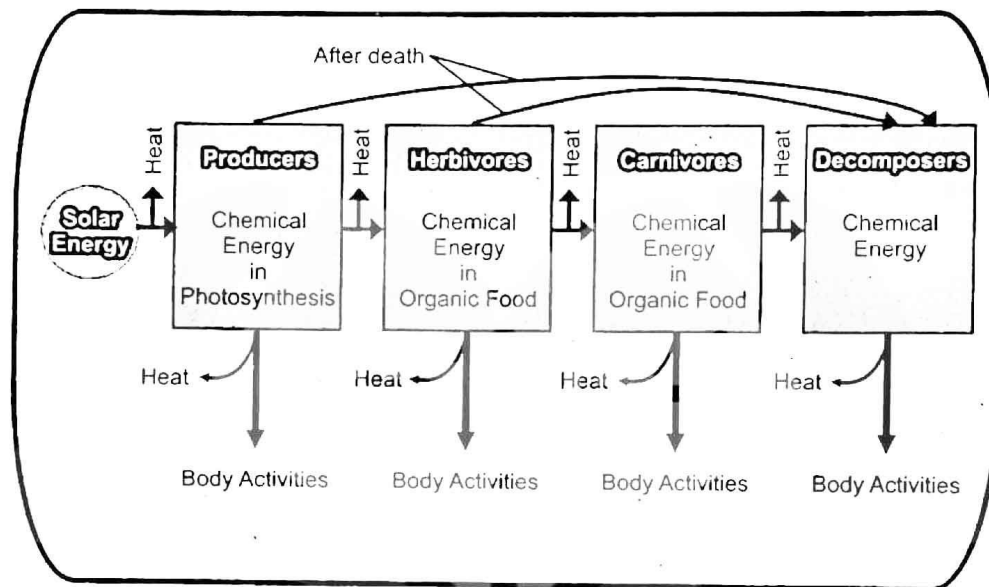 After death
Heat
Heat
Heat
Heat
Producers
Herbivores
Carnivores
Decomposers
Solar
Energy
Chemical
Energy
in
Photosynthesis
Chemical
Energy
in
Organic Food
Chemical
Energy
in
Organic Food
Chemical
Energy
Heat
Heat
Heat
Heat
Body Activities
Body Activities
Body Activities
Body Activities